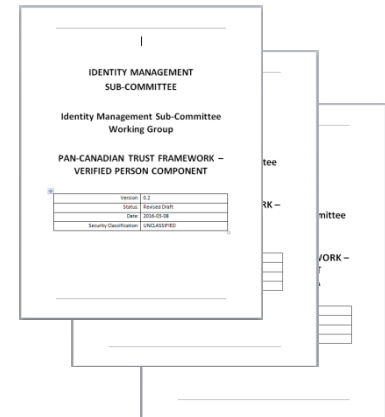 IDENTITY MANAGEMENT
SUB-COMMITTEE
Identity Management Sub-Committee
Working Group
PAN-CANADIAN TRUST FRAMEWORK –
VERIFIED PERSON COMPONENT
Version: 0.2
Status: Revised Draft
Date: 2016-03-08
Security Classification: UNCLASSIFIED
tee
RK –
mittee
WORK –
T